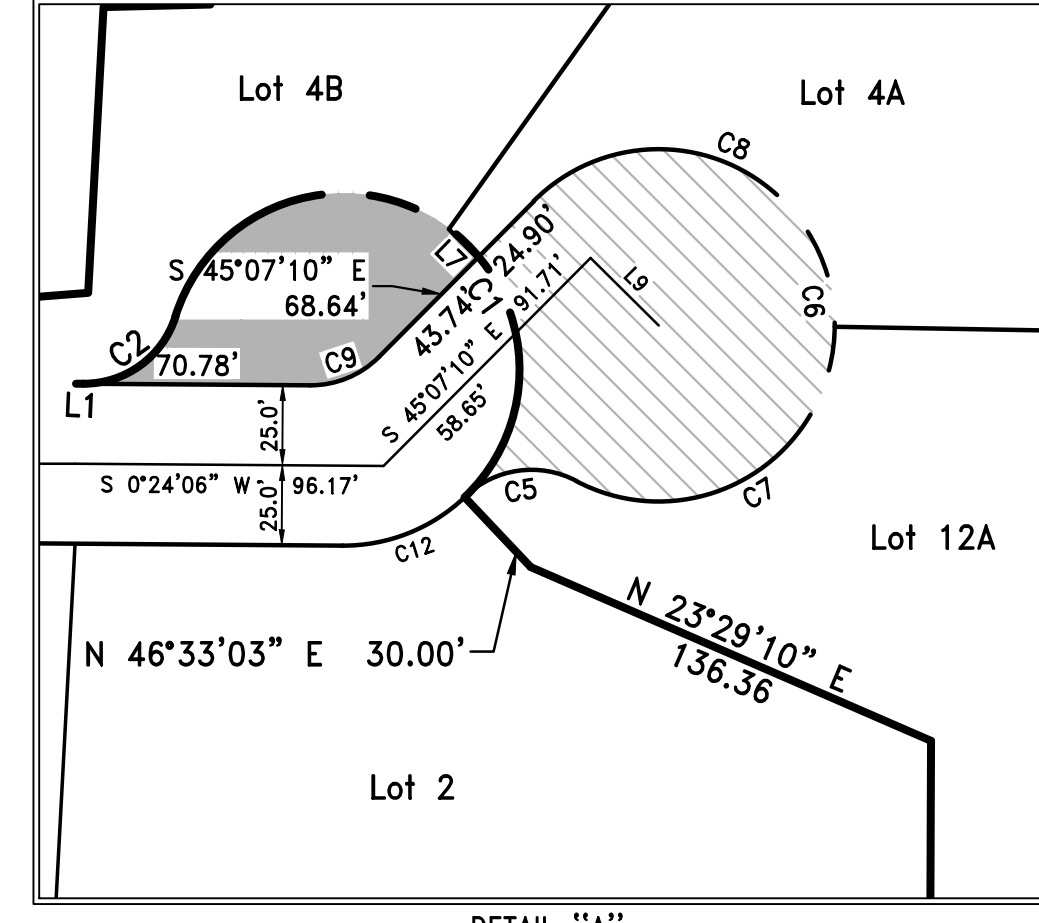 Lot 4B
Lot 4A
C8
L7
24.90'
S 45°07'10” E
68.64'
C1
91.71'
L9
C6
43.74'
C2
70.78'
C9
S 45°07'10” E
58.65'
L1
25.0'
S 0°24'06” W 96.17'
25.0'
C5
C7
C12
Lot 12A
N 46°33'03” E 30.00'
N 23°29'10” E
136.36
Lot 2
DETAIL “A”